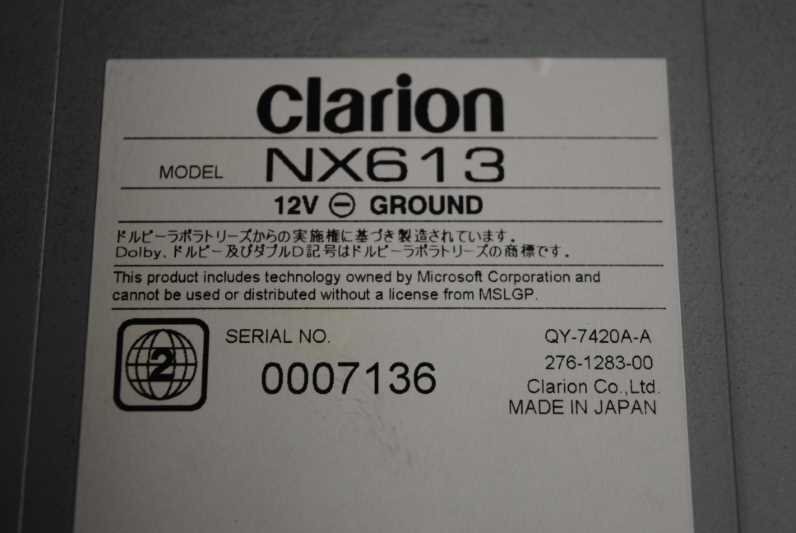 clarion
MODEL NX613
12V ⊖ GROUND
ドルビーラボラトリーズからの実施権に基づき製造されています。
Dolby、ドルビー及びダブルD記号はドルビーラボラトリーズの商標です。
This product includes technology owned by Microsoft Corporation and
cannot be used or distributed without a license from MSLGP.
2
SERIAL NO.
0007136
QY-7420A-A
276-1283-00
Clarion Co.,Ltd.
MADE IN JAPAN